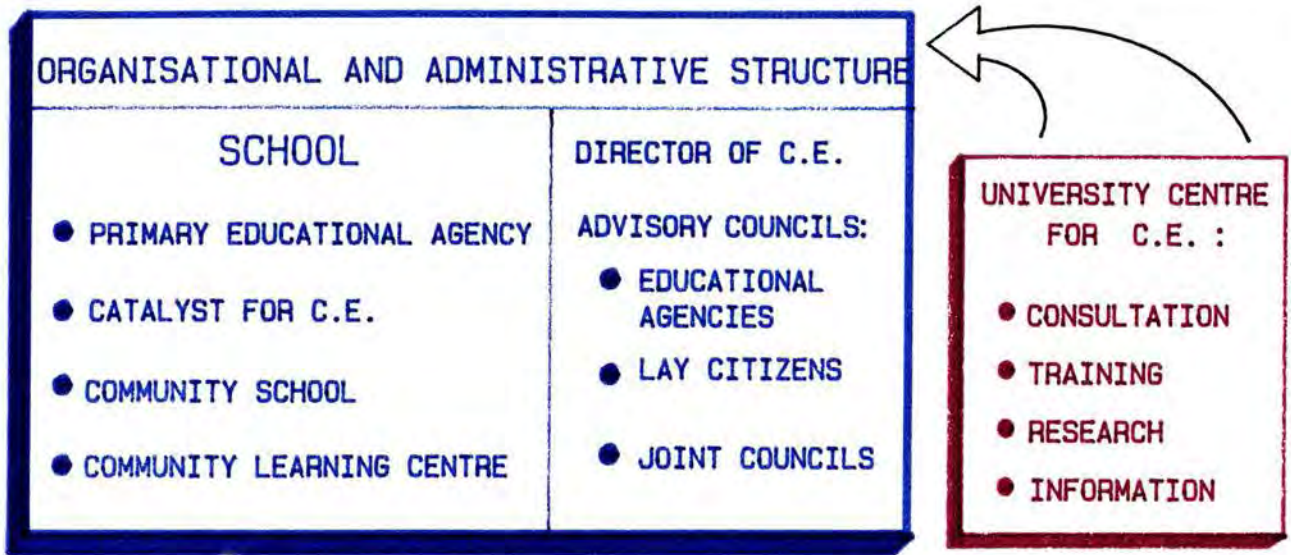 ORGANISATIONAL AND ADMINISTRATIVE STRUCTURE
SCHOOL
● PRIMARY EDUCATIONAL AGENCY
● CATALYST FOR C.E.
● COMMUNITY SCHOOL
● COMMUNITY LEARNING CENTRE
DIRECTOR OF C.E.
ADVISORY COUNCILS:
● EDUCATIONAL
AGENCIES
● LAY CITIZENS
● JOINT COUNCILS
UNIVERSITY CENTRE
FOR C.E. :
● CONSULTATION
● TRAINING
● RESEARCH
● INFORMATION